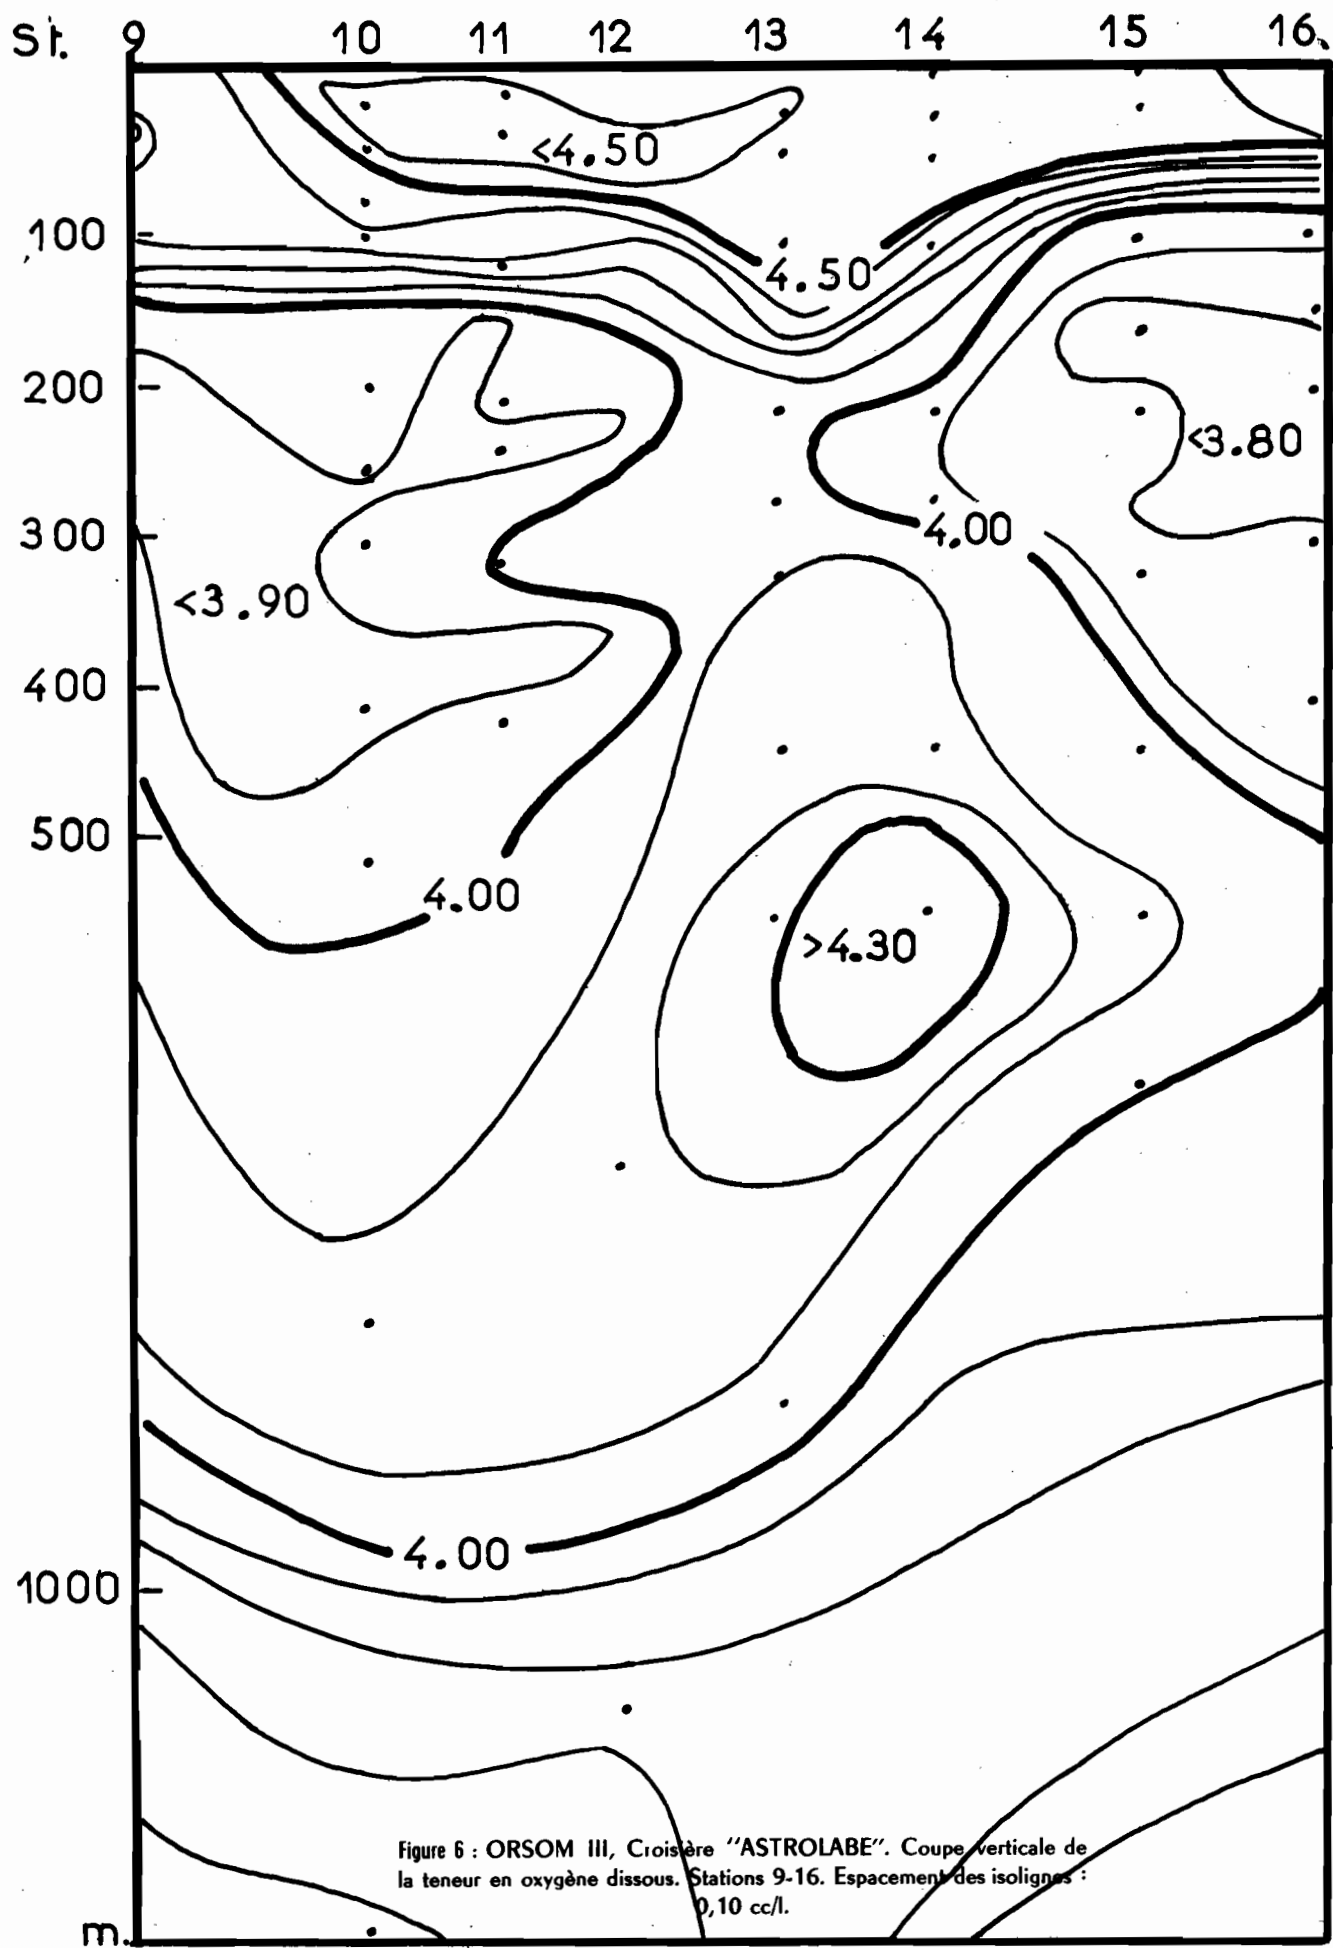 St. 9 10 11 12 13 14 15 16
<4.50
100
4.50
200
<3.80
300
4.00
<3.90
400
500
4.00
>4.30
4.00
1000
Figure 6 : ORSOM III, Croisère "ASTROLABE". Coupe verticale de
la teneur en oxygène dissous. Stations 9-16. Espacement des isolignes :
0,10 cc/l.
m.